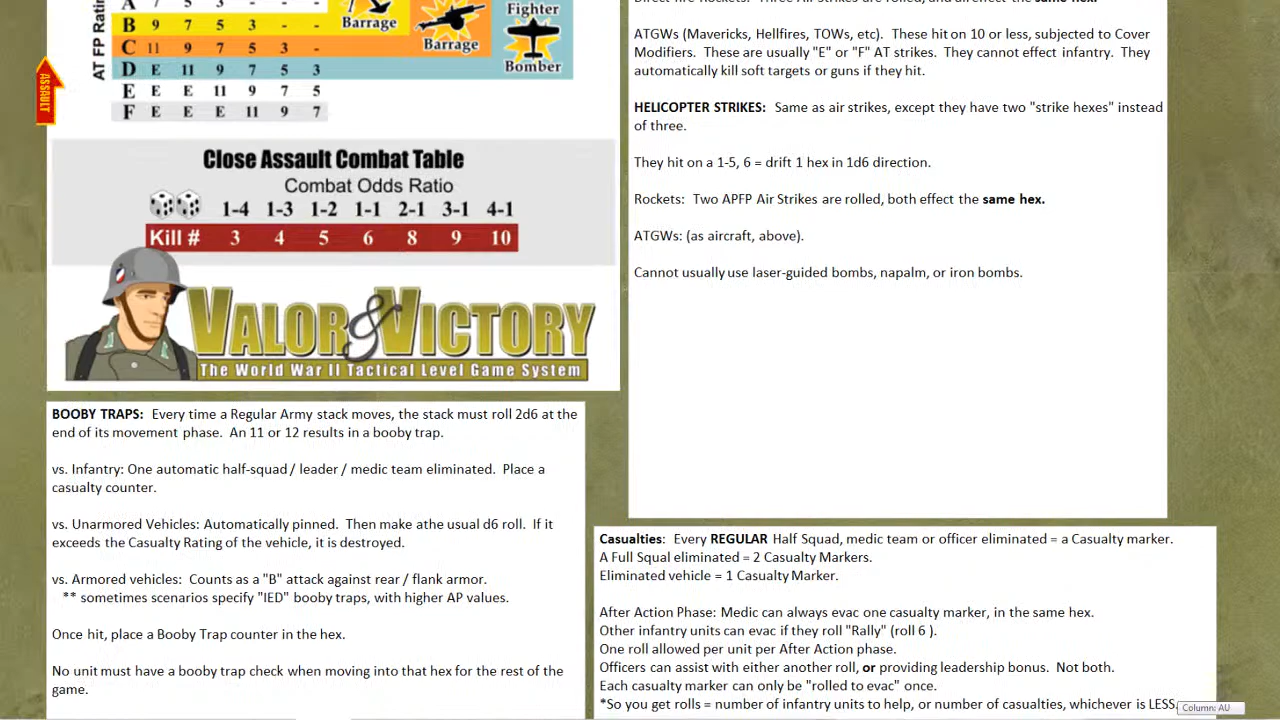 A 7 5 3 - - -
B 9 7 5 3 - -
C 11 9 7 5 3 -
D E 11 9 7 5 3
E E E 11 9 7 5
F E E E 11 9 7
AT FP Ratin
ASSAULT
Barrage
Barrage
Fighter
Bomber
Close Assault Combat Table
Combat Odds Ratio
1-4 1-3 1-2 1-1 2-1 3-1 4-1
Kill # 3 4 5 6 8 9 10
VALOR & VICTORY
The World War II Tactical Level Game System
BOOBY TRAPS: Every time a Regular Army stack moves, the stack must roll 2d6 at the
end of its movement phase. An 11 or 12 results in a booby trap.
vs. Infantry: One automatic half-squad / leader / medic team eliminated. Place a
casualty counter.
vs. Unarmored Vehicles: Automatically pinned. Then make athe usual d6 roll. If it
exceeds the Casualty Rating of the vehicle, it is destroyed.
vs. Armored vehicles: Counts as a "B" attack against rear / flank armor.
** sometimes scenarios specify "IED" booby traps, with higher AP values.
Once hit, place a Booby Trap counter in the hex.
No unit must have a booby trap check when moving into that hex for the rest of the
game.
Direct fire Rockets: Three Air Strikes are rolled, and all effect the same hex.
ATGWs (Mavericks, Hellfires, TOWs, etc). These hit on 10 or less, subjected to Cover
Modifiers. These are usually "E" or "F" AT strikes. They cannot effect infantry. They
automatically kill soft targets or guns if they hit.
HELICOPTER STRIKES: Same as air strikes, except they have two "strike hexes" instead
of three.
They hit on a 1-5, 6 = drift 1 hex in 1d6 direction.
Rockets: Two APFP Air Strikes are rolled, both effect the same hex.
ATGWs: (as aircraft, above).
Cannot usually use laser-guided bombs, napalm, or iron bombs.
Casualties: Every REGULAR Half Squad, medic team or officer eliminated = a Casualty marker.
A Full Squal eliminated = 2 Casualty Markers.
Eliminated vehicle = 1 Casualty Marker.
After Action Phase: Medic can always evac one casualty marker, in the same hex.
Other infantry units can evac if they roll "Rally" (roll 6 ).
One roll allowed per unit per After Action phase.
Officers can assist with either another roll, or providing leadership bonus. Not both.
Each casualty marker can only be "rolled to evac" once.
*So you get rolls = number of infantry units to help, or number of casualties, whichever is LESS.
Column: AU